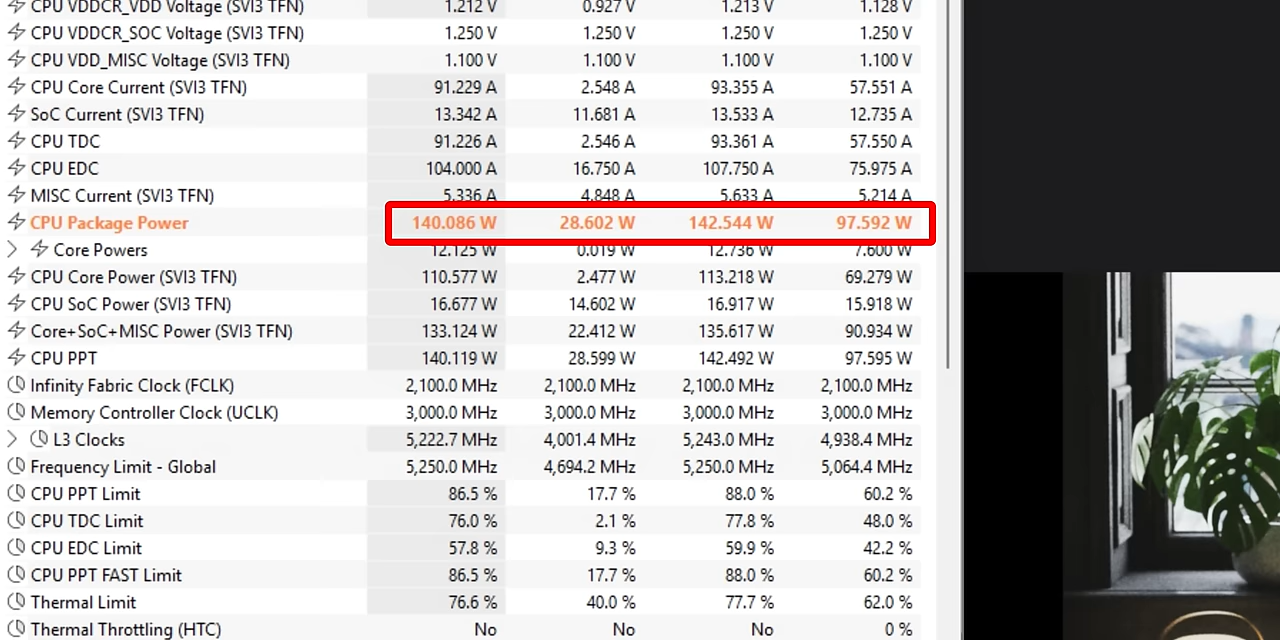 CPU VDDCR_VDD Voltage (SVI3 TFN) 1.212 V 0.927 V 1.213 V 1.128 V
CPU VDDCR_SOC Voltage (SVI3 TFN) 1.250 V 1.250 V 1.250 V 1.250 V
CPU VDD_MISC Voltage (SVI3 TFN) 1.100 V 1.100 V 1.100 V 1.100 V
CPU Core Current (SVI3 TFN) 91.229 A 2.548 A 93.355 A 57.551 A
SoC Current (SVI3 TFN) 13.342 A 11.681 A 13.533 A 12.735 A
CPU TDC 91.226 A 2.546 A 93.361 A 57.550 A
CPU EDC 104.000 A 16.750 A 107.750 A 75.975 A
MISC Current (SVI3 TFN) 5.336 A 4.848 A 5.633 A 5.214 A
CPU Package Power 140.086 W 28.602 W 142.544 W 97.592 W
Core Powers 12.125 W 0.019 W 12.736 W 7.600 W
CPU Core Power (SVI3 TFN) 110.577 W 2.477 W 113.218 W 69.279 W
CPU SoC Power (SVI3 TFN) 16.677 W 14.602 W 16.917 W 15.918 W
Core+SoC+MISC Power (SVI3 TFN) 133.124 W 22.412 W 135.617 W 90.934 W
CPU PPT 140.119 W 28.599 W 142.492 W 97.595 W
Infinity Fabric Clock (FCLK) 2,100.0 MHz 2,100.0 MHz 2,100.0 MHz 2,100.0 MHz
Memory Controller Clock (UCLK) 3,000.0 MHz 3,000.0 MHz 3,000.0 MHz 3,000.0 MHz
L3 Clocks 5,222.7 MHz 4,001.4 MHz 5,243.0 MHz 4,938.4 MHz
Frequency Limit - Global 5,250.0 MHz 4,694.2 MHz 5,250.0 MHz 5,064.4 MHz
CPU PPT Limit 86.5 % 17.7 % 88.0 % 60.2 %
CPU TDC Limit 76.0 % 2.1 % 77.8 % 48.0 %
CPU EDC Limit 57.8 % 9.3 % 59.9 % 42.2 %
CPU PPT FAST Limit 86.5 % 17.7 % 88.0 % 60.2 %
Thermal Limit 76.6 % 40.0 % 77.7 % 62.0 %
Thermal Throttling (HTC) No No No 0 %